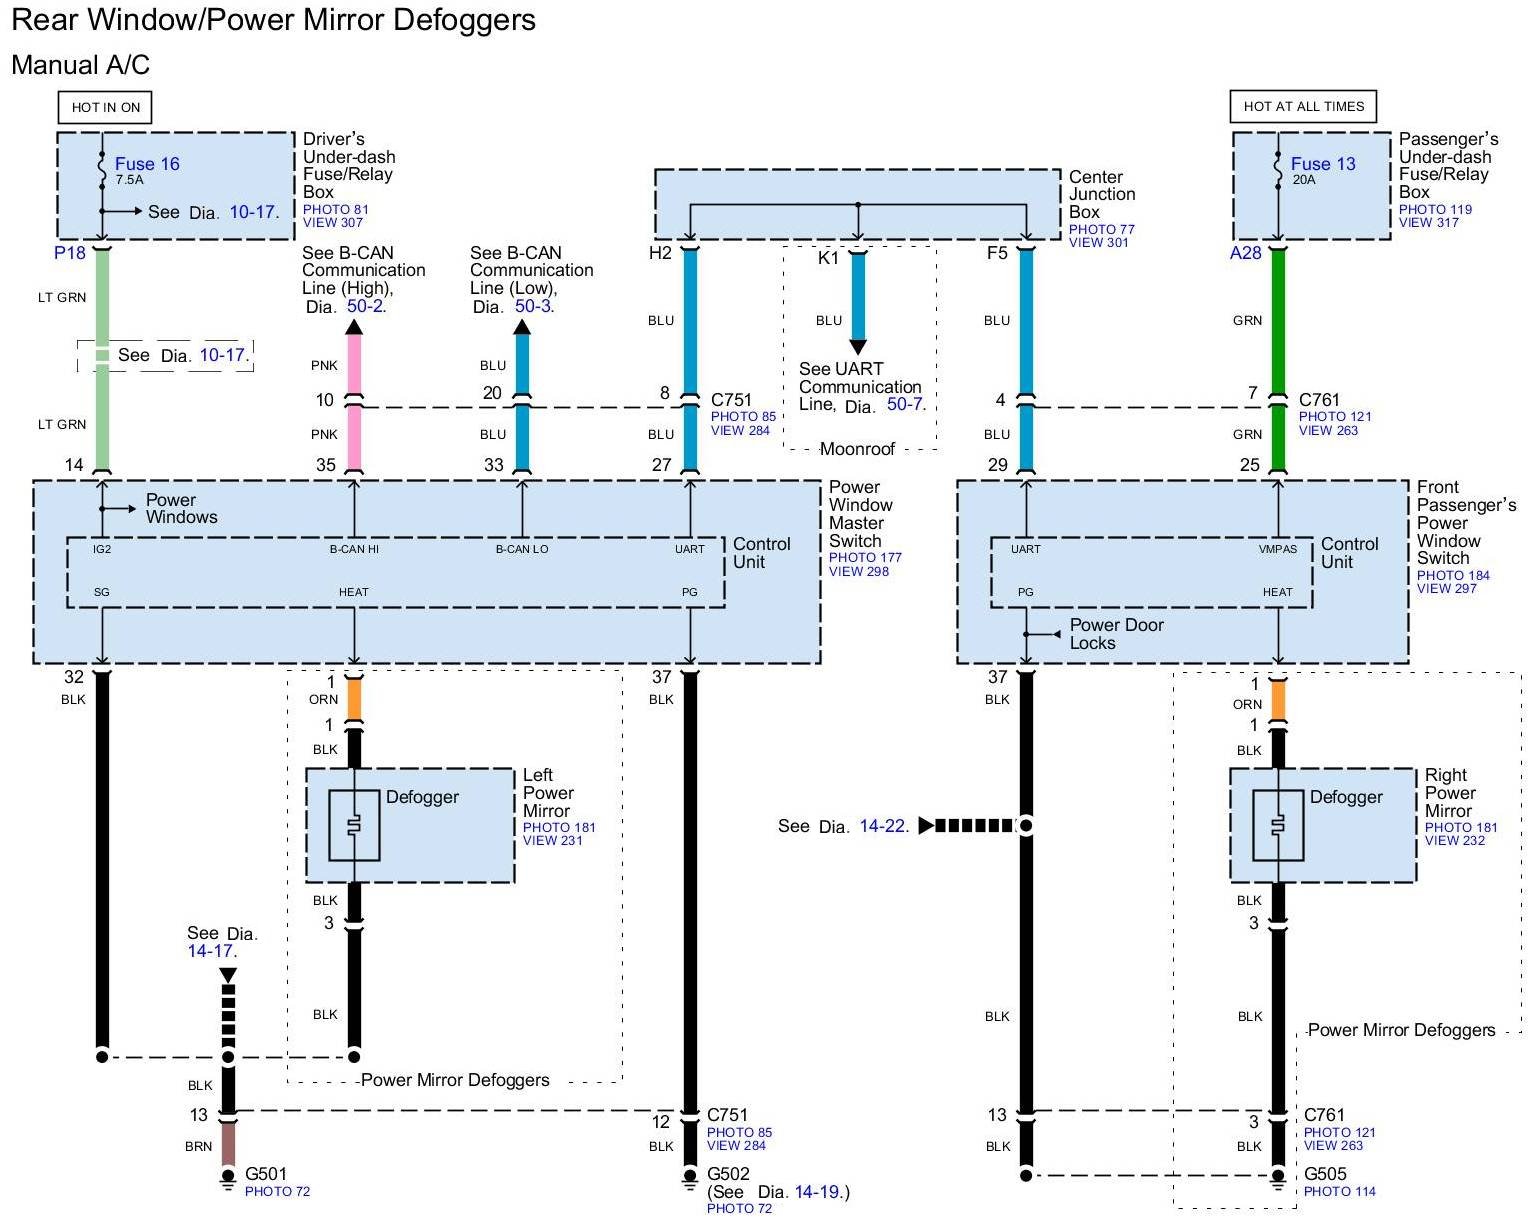 Rear Window/Power Mirror Defoggers
Manual A/C
HOT IN ON
HOT AT ALL TIMES
Fuse 16
7.5A
See Dia. 10-17.
Driver's
Under-dash
Fuse/Relay
Box
PHOTO 81
VIEW 307
Center
Junction
Box
PHOTO 77
VIEW 301
Fuse 13
20A
Passenger's
Under-dash
Fuse/Relay
Box
PHOTO 119
VIEW 317
P18
LT GRN
See Dia. 10-17.
LT GRN
14
See B-CAN
Communication
Line (High),
Dia. 50-2.
PNK
10
PNK
35
See B-CAN
Communication
Line (Low),
Dia. 50-3.
BLU
20
BLU
33
H2
BLU
8
C751
PHOTO 85
VIEW 284
BLU
27
K1
BLU
See UART
Communication
Line, Dia. 50-7.
Moonroof
F5
BLU
4
BLU
29
A28
GRN
7
C761
PHOTO 121
VIEW 263
GRN
25
Power
Windows
IG2
B-CAN HI
B-CAN LO
UART
Control
Unit
SG
HEAT
PG
Power
Window
Master
Switch
PHOTO 177
VIEW 298
UART
VMPAS
Control
Unit
PG
HEAT
Power Door
Locks
Front
Passenger's
Power
Window
Switch
PHOTO 184
VIEW 297
32
BLK
1
ORN
1
BLK
Defogger
Left
Power
Mirror
PHOTO 181
VIEW 231
BLK
3
BLK
Power Mirror Defoggers
See Dia.
14-17.
BLK
13
BRN
G501
PHOTO 72
37
BLK
12
C751
PHOTO 85
VIEW 284
BLK
G502
(See Dia. 14-19.)
PHOTO 72
37
BLK
See Dia. 14-22.
BLK
13
BLK
1
ORN
1
BLK
Defogger
Right
Power
Mirror
PHOTO 181
VIEW 232
BLK
3
BLK
Power Mirror Defoggers
3
C761
PHOTO 121
VIEW 263
BLK
G505
PHOTO 114